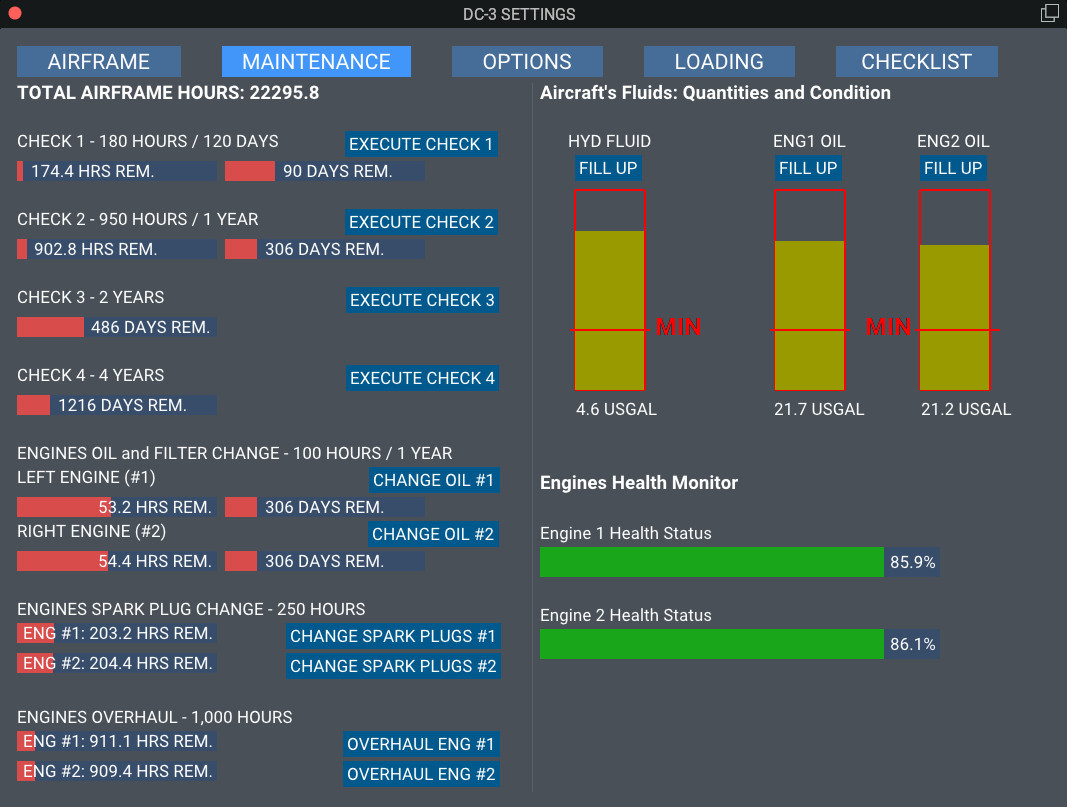 DC-3 SETTINGS
AIRFRAME
MAINTENANCE
OPTIONS
LOADING
CHECKLIST
TOTAL AIRFRAME HOURS: 22295.8
CHECK 1 - 180 HOURS / 120 DAYS
EXECUTE CHECK 1
174.4 HRS REM.
90 DAYS REM.
CHECK 2 - 950 HOURS / 1 YEAR
EXECUTE CHECK 2
902.8 HRS REM.
306 DAYS REM.
CHECK 3 - 2 YEARS
EXECUTE CHECK 3
486 DAYS REM.
CHECK 4 - 4 YEARS
EXECUTE CHECK 4
1216 DAYS REM.
ENGINES OIL and FILTER CHANGE - 100 HOURS / 1 YEAR
LEFT ENGINE (#1)
CHANGE OIL #1
53.2 HRS REM.
306 DAYS REM.
RIGHT ENGINE (#2)
CHANGE OIL #2
54.4 HRS REM.
306 DAYS REM.
ENGINES SPARK PLUG CHANGE - 250 HOURS
ENG #1: 203.2 HRS REM.
CHANGE SPARK PLUGS #1
ENG #2: 204.4 HRS REM.
CHANGE SPARK PLUGS #2
ENGINES OVERHAUL - 1,000 HOURS
ENG #1: 911.1 HRS REM.
OVERHAUL ENG #1
ENG #2: 909.4 HRS REM.
OVERHAUL ENG #2
Aircraft's Fluids: Quantities and Condition
HYD FLUID
ENG1 OIL
ENG2 OIL
FILL UP
FILL UP
FILL UP
MIN
MIN
4.6 USGAL
21.7 USGAL
21.2 USGAL
Engines Health Monitor
Engine 1 Health Status
85.9%
Engine 2 Health Status
86.1%